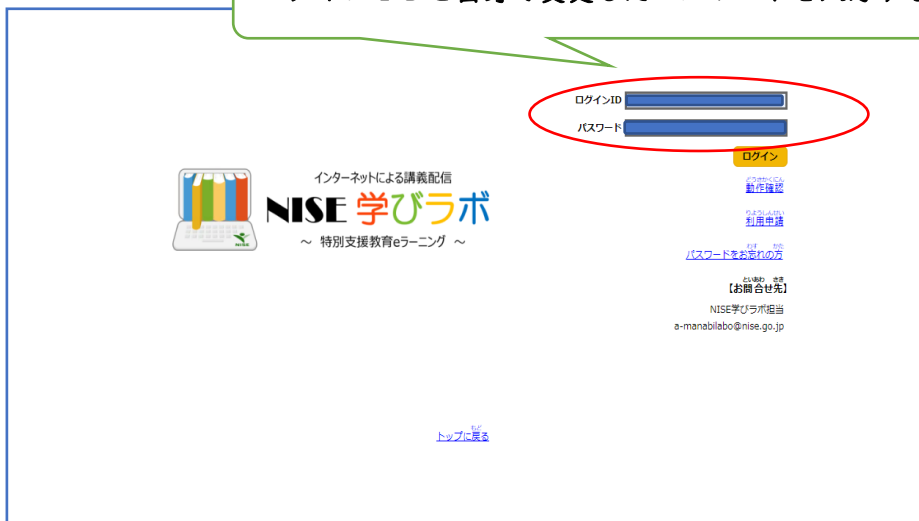 ログインID
パスワード
ログイン
どうさかくにん
動作確認
りようしんせい
利用申請
わす かた
パスワードをお忘れの方
といあわ さき
【お問合せ先】
NISE学びラボ担当
a-manabilabo@nise.go.jp
インターネットによる講義配信
NISE 学びラボ
～ 特別支援教育eラーニング ～
NISE
もど
トップに戻る